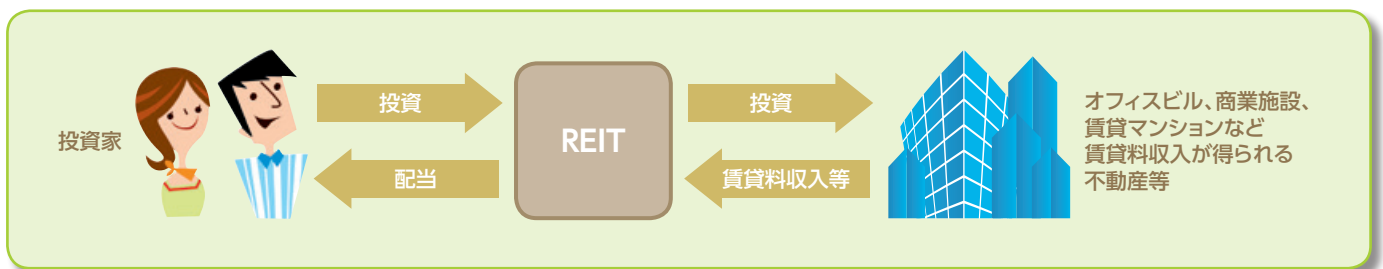 投資家
投資
配当
REIT
投資
賃貸料収入等
オフィスビル、商業施設、
賃貸マンションなど
賃貸料収入が得られる
不動産等